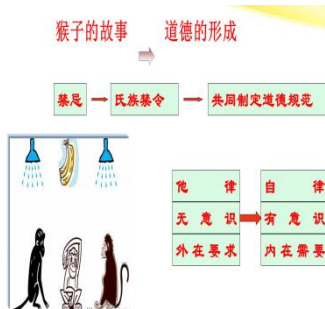 猴子的故事 道德的形成
禁忌 氏族禁令 共同制定道德规范
他律 自律
无意识 有意识
外在要求 内在需要